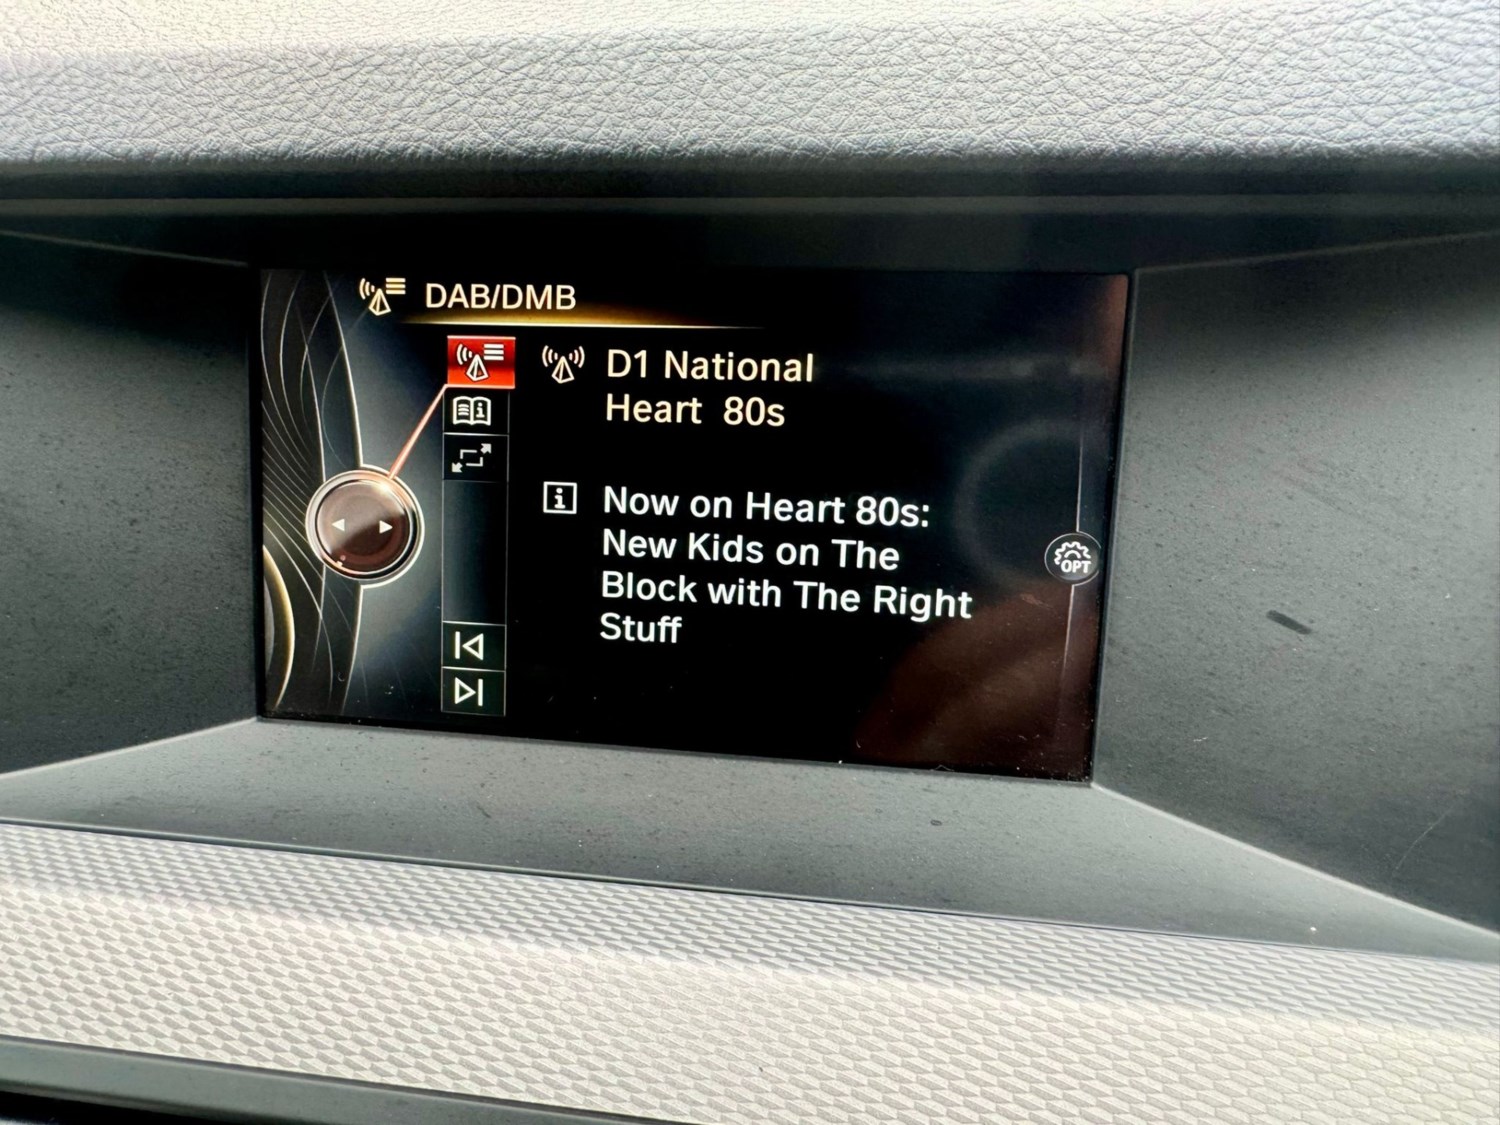 DAB/DMB
D1 National
Heart 80s
Now on Heart 80s:
New Kids on The
Block with The Right
Stuff
OPT